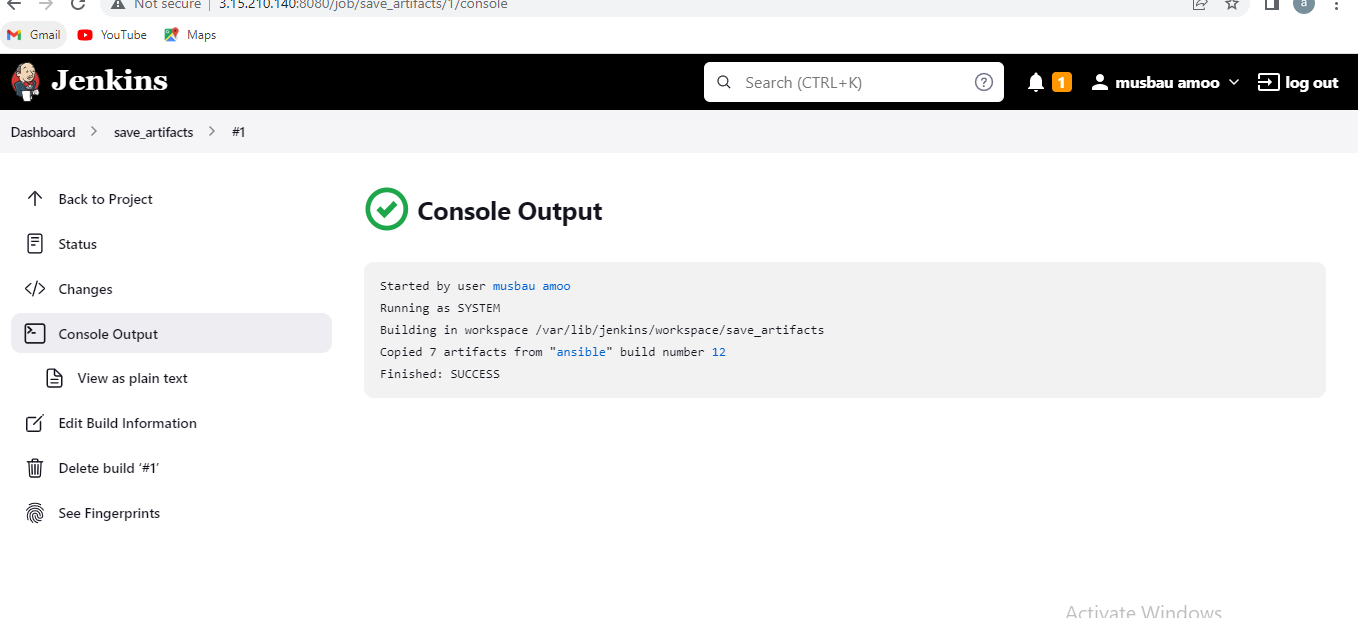 Not secure | 3.15.210.140:8080/job/save_artifacts/1/console
a
Gmail YouTube Maps
Jenkins Search (CTRL+K) ? 1 musbau amoo log out
Dashboard > save_artifacts > #1
Back to Project
Status
Changes
Console Output
View as plain text
Edit Build Information
Delete build ‘#1’
See Fingerprints
Console Output
Started by user musbau amoo
Running as SYSTEM
Building in workspace /var/lib/jenkins/workspace/save_artifacts
Copied 7 artifacts from "ansible" build number 12
Finished: SUCCESS
Activate Windows